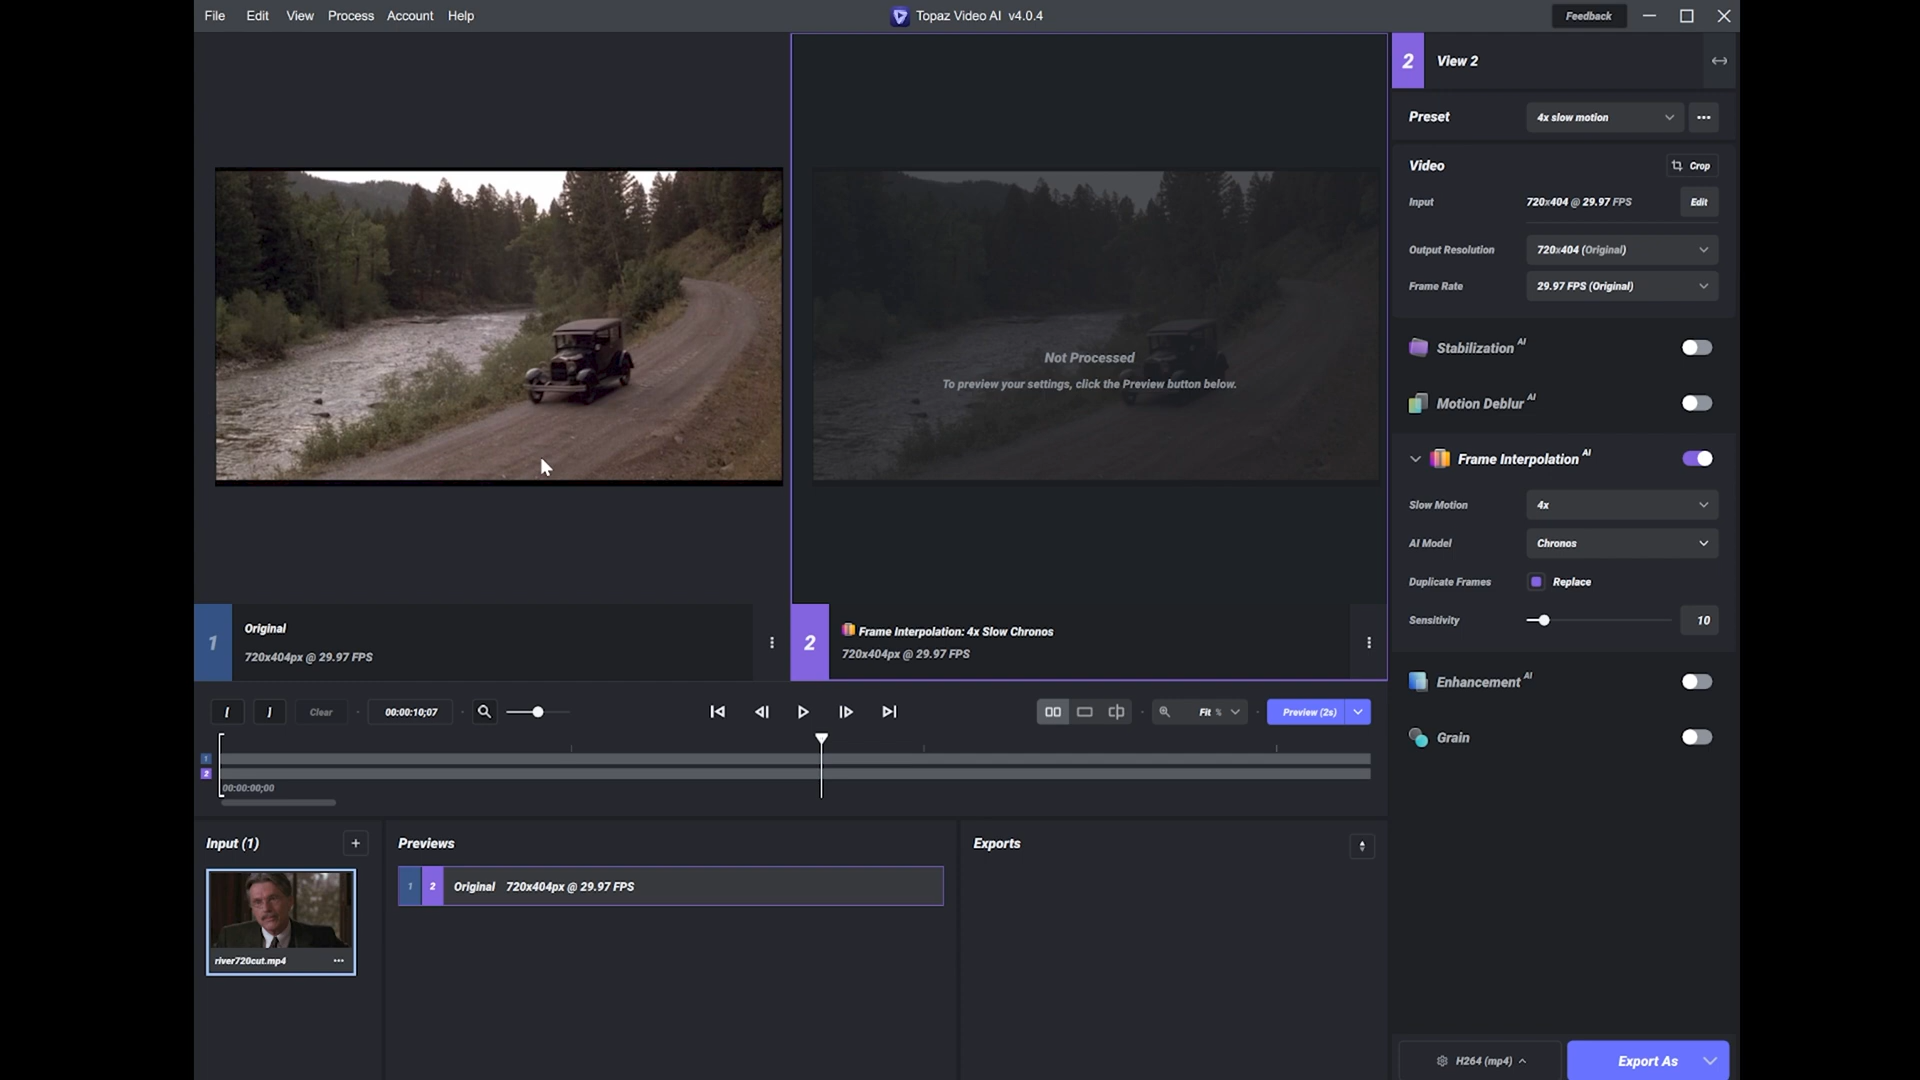 File Edit View Process Account Help
Topaz Video AI v4.0.4
Feedback
2 View 2
Preset 4x slow motion
Video Crop
Input 720x404 @ 29.97 FPS Edit
Output Resolution 720x404 (Original)
Frame Rate 29.97 FPS (Original)
Stabilization AI
Motion Deblur AI
Frame Interpolation AI
Slow Motion 4x
AI Model Chronos
Duplicate Frames Replace
Sensitivity 10
Enhancement AI
Grain
Not Processed
To preview your settings, click the Preview button below.
1 Original
720x404px @ 29.97 FPS
2 Frame Interpolation: 4x Slow Chronos
720x404px @ 29.97 FPS
[ ] Clear 00:00:10;07
Fit %
Preview (2s)
1
2
00:00:00;00
Input (1) +
river720cut.mp4
Previews
1 2 Original 720x404px @ 29.97 FPS
Exports
H264 (mp4)
Export As